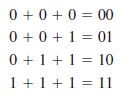 0 + 0 + 0 = 00
0 + 0 + 1 = 01
0 + 1 + 1 = 10
1 + 1 + 1 = 11